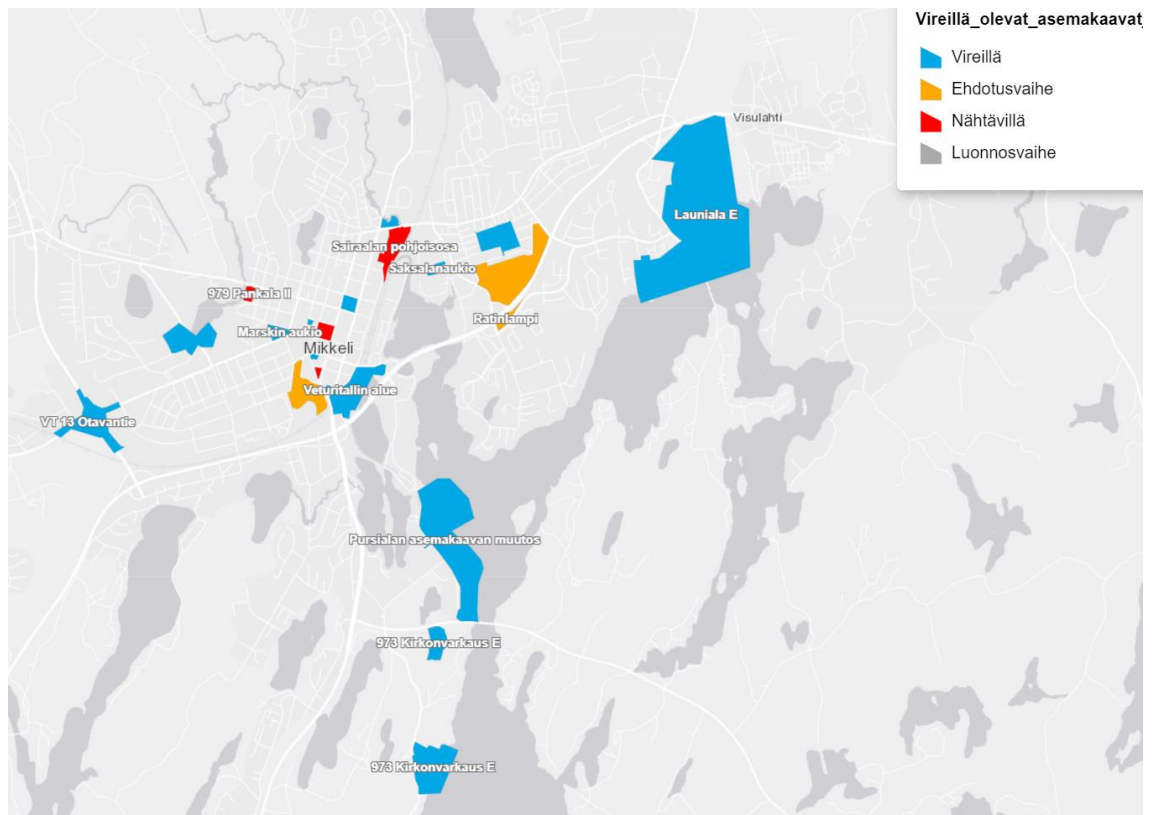 Vireillä_olevat_asemakaavat
Vireillä
Ehdotusvaihe
Nähtävillä
Luonnosvaihe
Visulahti
Launiala E
Sairaalan pohjoisosa
Saksalanaukio
979 Pankala II
Ratinlampi
Marskin aukio
Mikkeli
Veturitallin alue
VT 13 Otavantie
Pursialan asemakaavan muutos
973 Kirkonvarkaus E
973 Kirkonvarkaus E